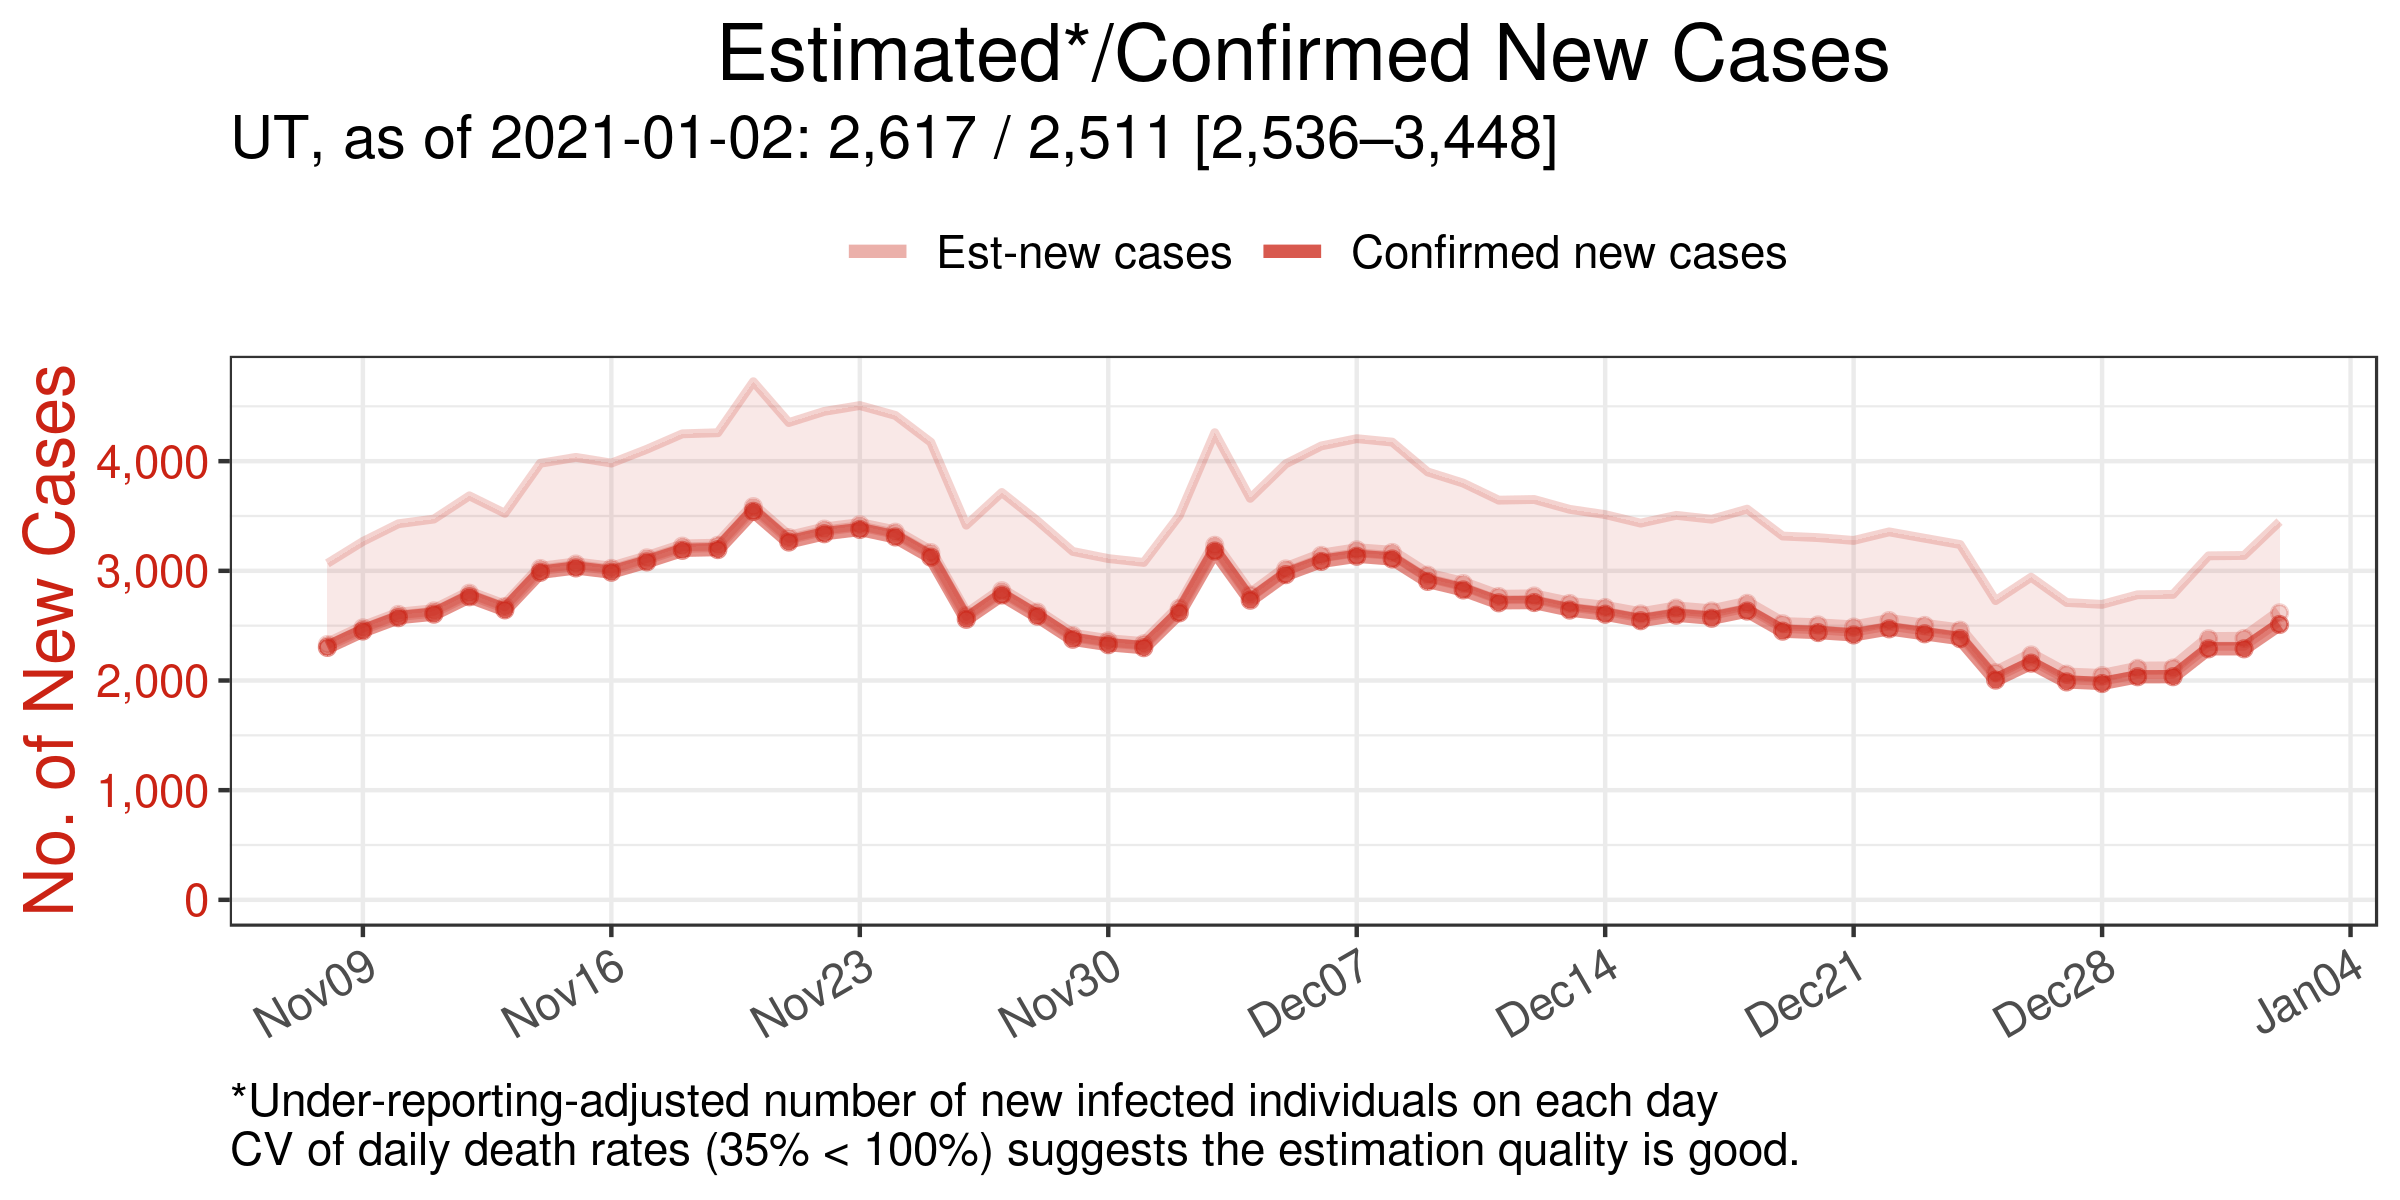 Estimated*/Confirmed New Cases
UT, as of 2021-01-02: 2,617 / 2,511 [2,536–3,448]
Est-new cases Confirmed new cases
No. of New Cases
4,000
3,000
2,000
1,000
0
Nov09 Nov16 Nov23 Nov30 Dec07 Dec14 Dec21 Dec28 Jan04
*Under-reporting-adjusted number of new infected individuals on each day
CV of daily death rates (35% < 100%) suggests the estimation quality is good.